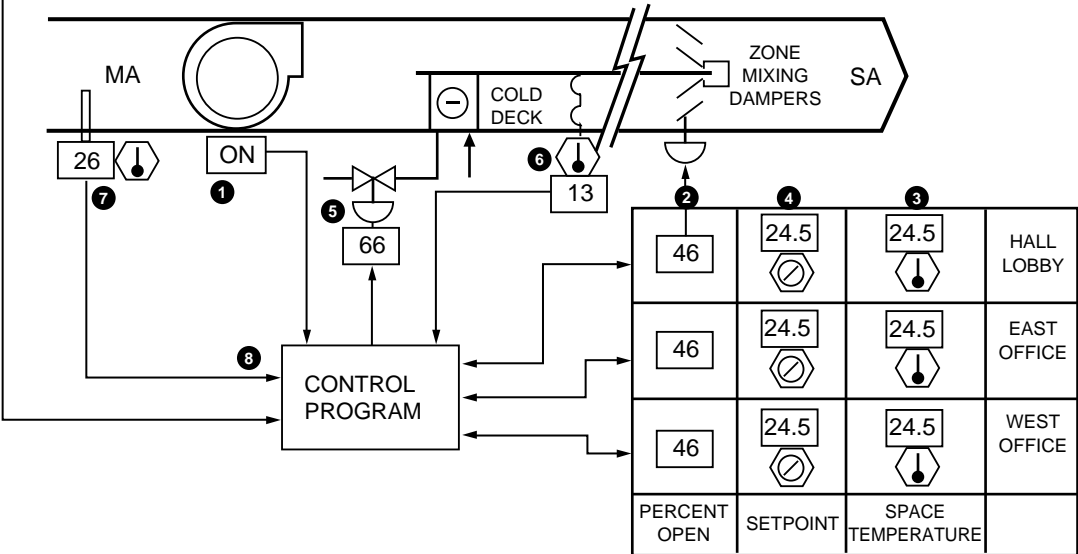 MA
ZONE
MIXING
DAMPERS
SA
COLD
DECK
26
ON
6
13
7
1
5
66
2
4
3
46
24.5
24.5
HALL
LOBBY
8
CONTROL
PROGRAM
46
24.5
24.5
EAST
OFFICE
46
24.5
24.5
WEST
OFFICE
PERCENT
OPEN
SETPOINT
SPACE
TEMPERATURE